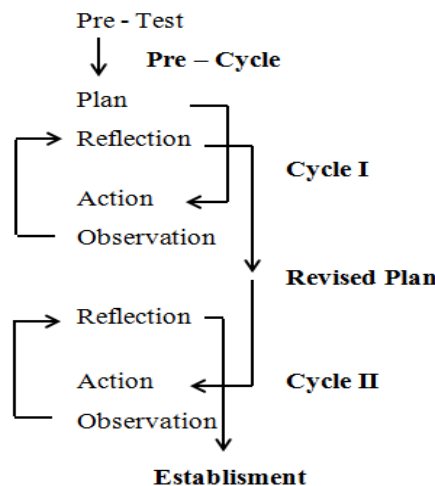 Pre - Test
Pre – Cycle
Plan
Reflection
Cycle I
Action
Observation
Revised Plan
Reflection
Action
Cycle II
Observation
Establisment